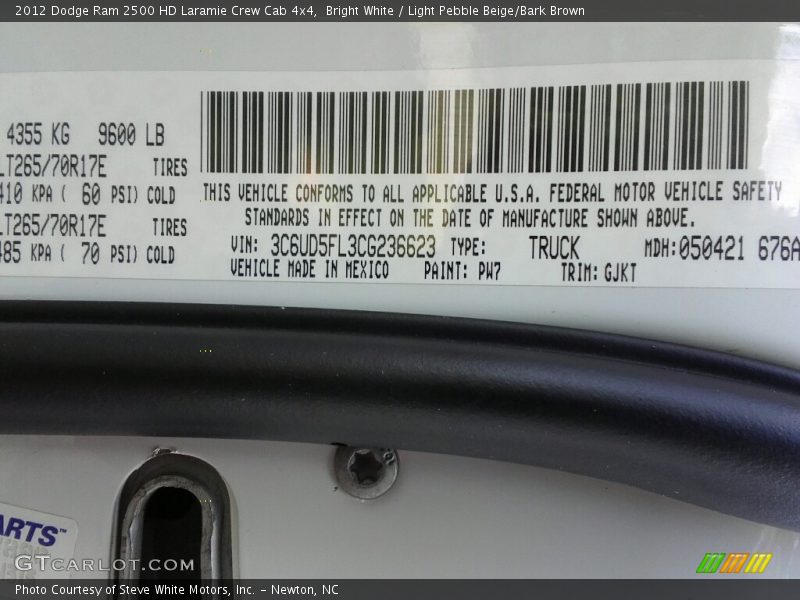 2012 Dodge Ram 2500 HD Laramie Crew Cab 4x4,  Bright White / Light Pebble Beige/Bark Brown
4355 KG 9600 LB
LT265/70R17E TIRES
410 KPA ( 60 PSI) COLD
LT265/70R17E TIRES
485 KPA ( 70 PSI) COLD
THIS VEHICLE CONFORMS TO ALL APPLICABLE U.S.A. FEDERAL MOTOR VEHICLE SAFETY
STANDARDS IN EFFECT ON THE DATE OF MANUFACTURE SHOWN ABOVE.
VIN: 3C6UD5FL3CG236623 TYPE: TRUCK MDH:050421 676A
VEHICLE MADE IN MEXICO PAINT: PW7 TRIM: GJKT
ARTS™
GTCARLOT.COM
Photo Courtesy of Steve White Motors, Inc. – Newton, NC